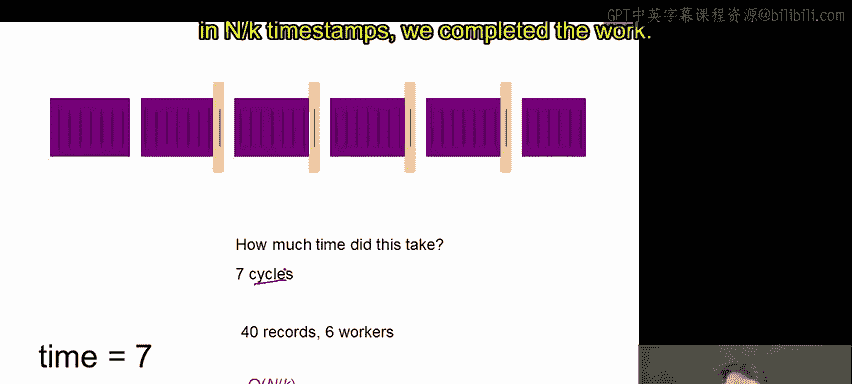 GPT中英字幕课程资源@bilibili.com
in N/k timestamps, we completed the work.
How much time did this take?
7 cycles
40 records, 6 workers
time = 7
O(N/k)